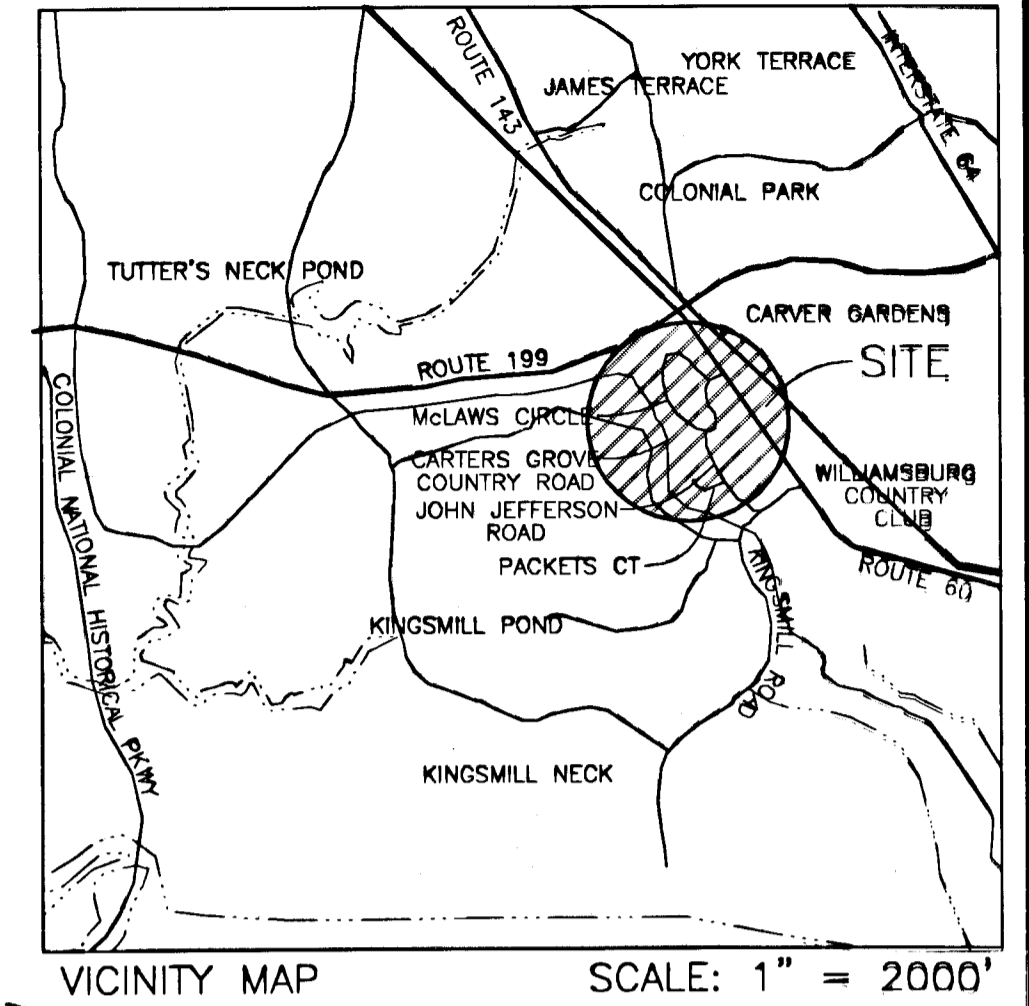 ROUTE 143
YORK TERRACE
JAMES TERRACE
INTERSTATE 64
COLONIAL PARK
TUTTER'S NECK POND
CARVER GARDENS
SITE
ROUTE 199
COLONIAL NATIONAL HISTORICAL PKWY
McLAWS CIRCLE
CARTERS GROVE
COUNTRY ROAD
JOHN JEFFERSON
ROAD
WILLIAMSBURG
COUNTRY
CLUB
PACKETS CT
ROUTE 60
KINGSMILL ROAD
KINGSMILL POND
KINGSMILL NECK
VICINITY MAP
SCALE: 1" = 2000'